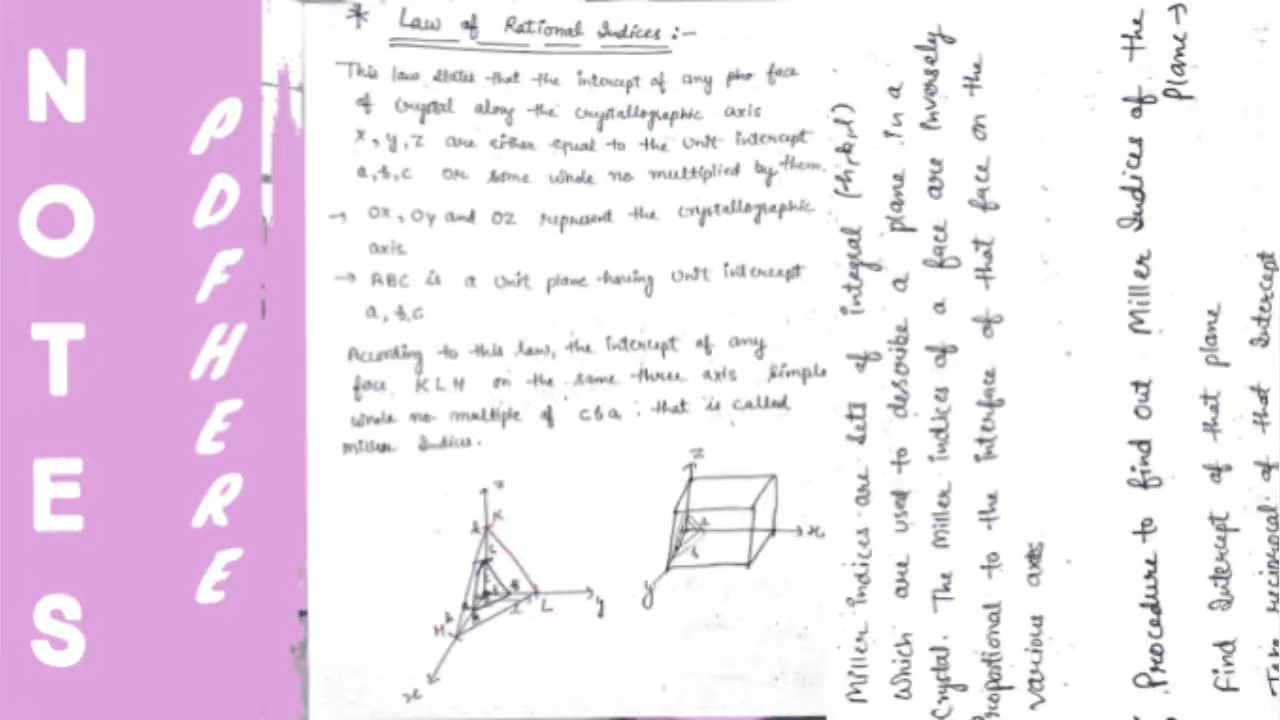 NOTES
PDF HERE
* Law of Rational Indices :-
This law states that the intercept of any face
of crystal along the crystallographic axis
x, y, z are either equal to the unit intercept
a, b, c or some whole no multiplied by them.
→ OX, OY and OZ represent the crystallographic
axis
→ ABC is a unit plane having unit intercept
a, b, c
According to this law, the intercept of any
face KLH on the same three axis simple
whole no multiple of c b a that is called
miller Indices.
z
K
C
B
L
y
H
x
z
x
y
Miller indices are sets of integral (h,k,l)
which are used to describe a plane in a
crystal. The Miller indices of a face are inversely
Proportional to the interface of that face on the
various axis
Procedure to find out Miller Indices of the
Plane →
Find Intercept of that plane
Take reciprocal of that Intercept